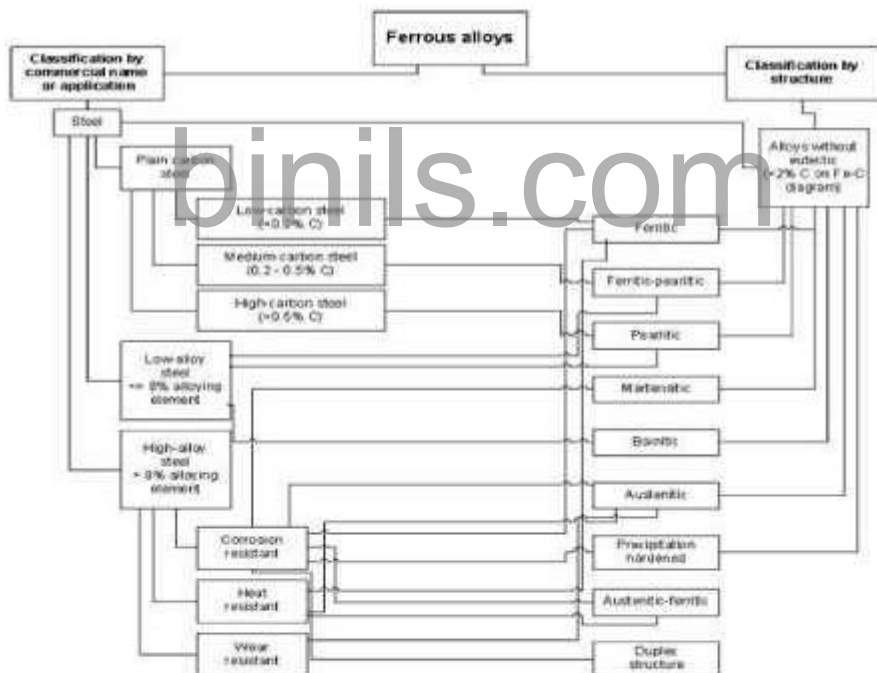 Ferrous alloys
Classification by
commercial name
or application
Classification by
structure
Steel
Alloys without
eutectic
(<2% C on Fe-C
diagram)
binils.com
Plain carbon
steel
Low-carbon steel
(<0.2% C)
Medium-carbon steel
(0.2 - 0.5% C)
High-carbon steel
(>0.5% C)
Low-alloy
steel
<= 8% alloying
element
High-alloy
steel
> 8% alloying
element
Corrosion
resistant
Heat
resistant
Wear
resistant
Ferritic
Ferritic-pearlitic
Pearlitic
Martensitic
Bainitic
Austenitic
Precipitation
hardened
Austenitic-ferritic
Duplex
structure